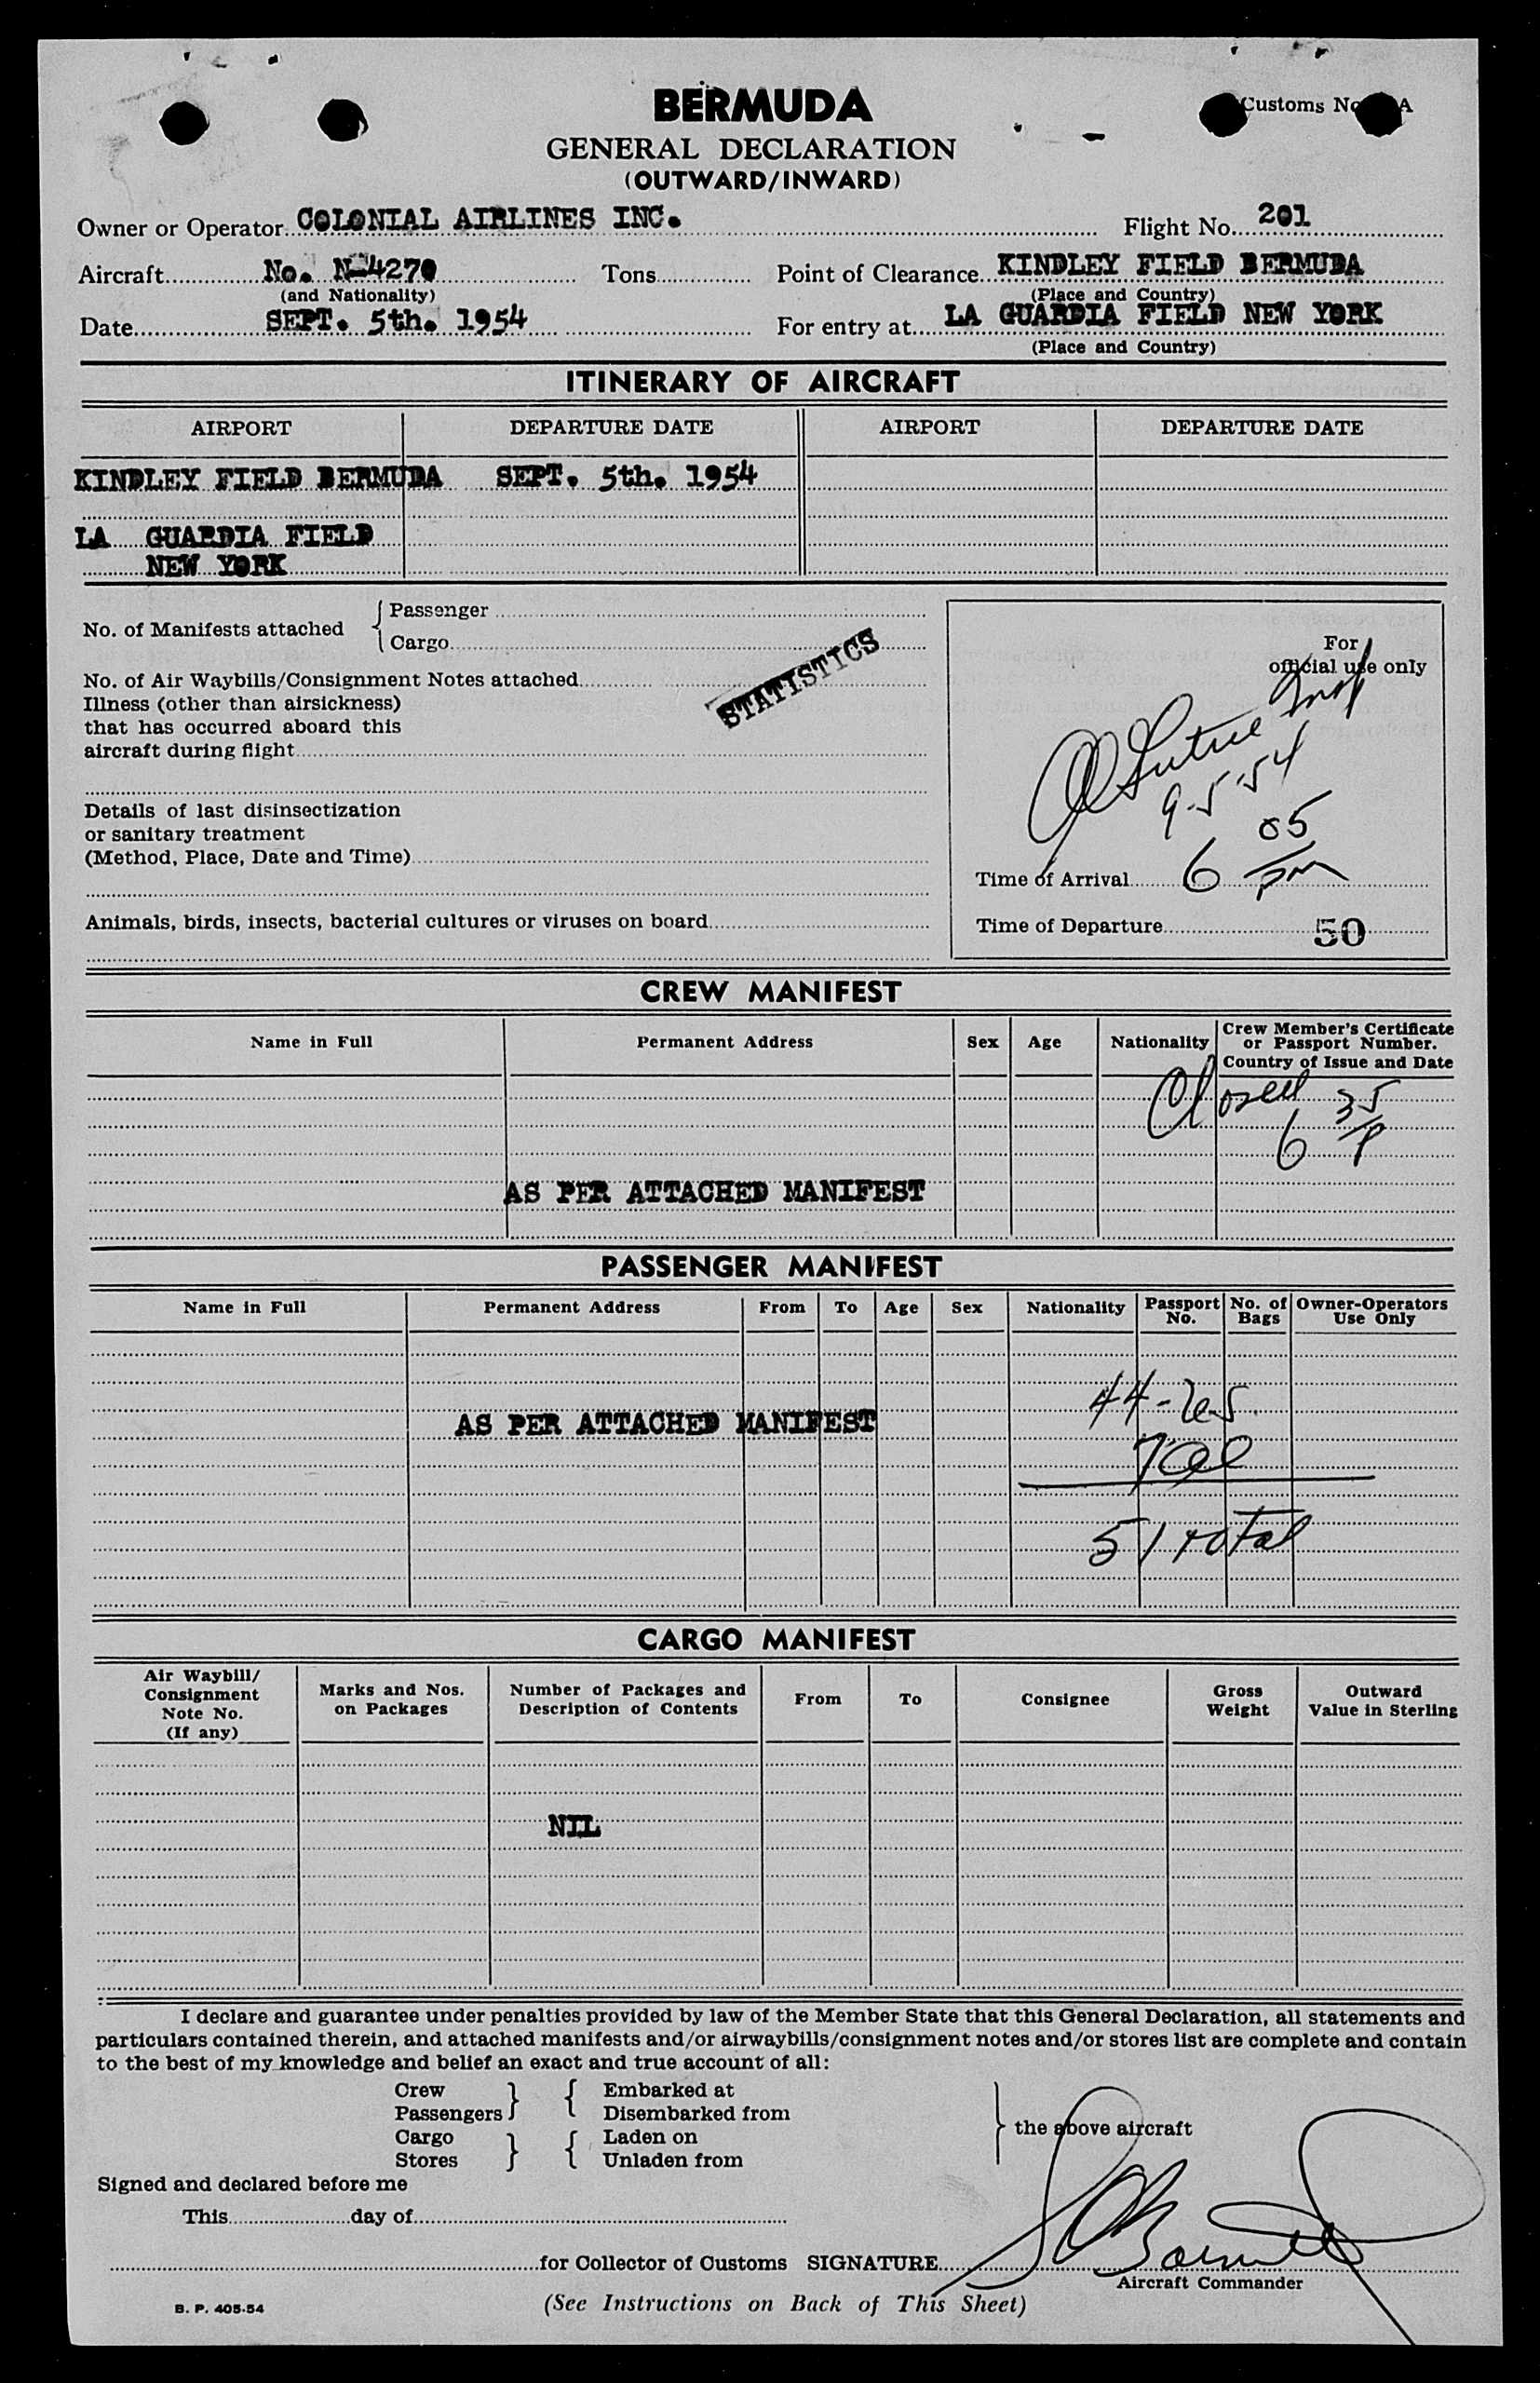 BERMUDA
Customs No. A
GENERAL DECLARATION
(OUTWARD/INWARD)
Owner or Operator COLONIAL AIRLINES INC. Flight No. 201
Aircraft No. N-4270 Tons Point of Clearance KINDLEY FIELD BERMUDA
(and Nationality) (Place and Country)
Date SEPT. 5th. 1954 For entry at LA GUARDIA FIELD NEW YORK
(Place and Country)
ITINERARY OF AIRCRAFT
AIRPORT DEPARTURE DATE AIRPORT DEPARTURE DATE
KINDLEY FIELD BERMUDA SEPT. 5th. 1954
LA GUARDIA FIELD
NEW YORK
No. of Manifests attached { Passenger
Cargo
No. of Air Waybills/Consignment Notes attached
STATISTICS
Illness (other than airsickness)
that has occurred aboard this
aircraft during flight
Details of last disinsectization
or sanitary treatment
(Method, Place, Date and Time)
Animals, birds, insects, bacterial cultures or viruses on board
For
official use only
9-5-54
Time of Arrival 6 05 pm
Time of Departure 50
CREW MANIFEST
Name in Full Permanent Address Sex Age Nationality Crew Member's Certificate
or Passport Number.
Country of Issue and Date
Closed
6 35 P
AS PER ATTACHED MANIFEST
PASSENGER MANIFEST
Name in Full Permanent Address From To Age Sex Nationality Passport No. No. of Bags Owner-Operators Use Only
44-
AS PER ATTACHED MANIFEST
7
51 total
CARGO MANIFEST
Air Waybill/
Consignment
Note No.
(If any)
Marks and Nos.
on Packages
Number of Packages and
Description of Contents
From To Consignee
Gross
Weight
Outward
Value in Sterling
NIL
I declare and guarantee under penalties provided by law of the Member State that this General Declaration, all statements and
particulars contained therein, and attached manifests and/or airwaybills/consignment notes and/or stores list are complete and contain
to the best of my knowledge and belief an exact and true account of all:
Crew } { Embarked at
Passengers Disembarked from
} the above aircraft
Cargo } { Laden on
Stores Unladen from
Signed and declared before me
This day of
for Collector of Customs SIGNATURE
Aircraft Commander
B. P. 405-54
(See Instructions on Back of This Sheet)